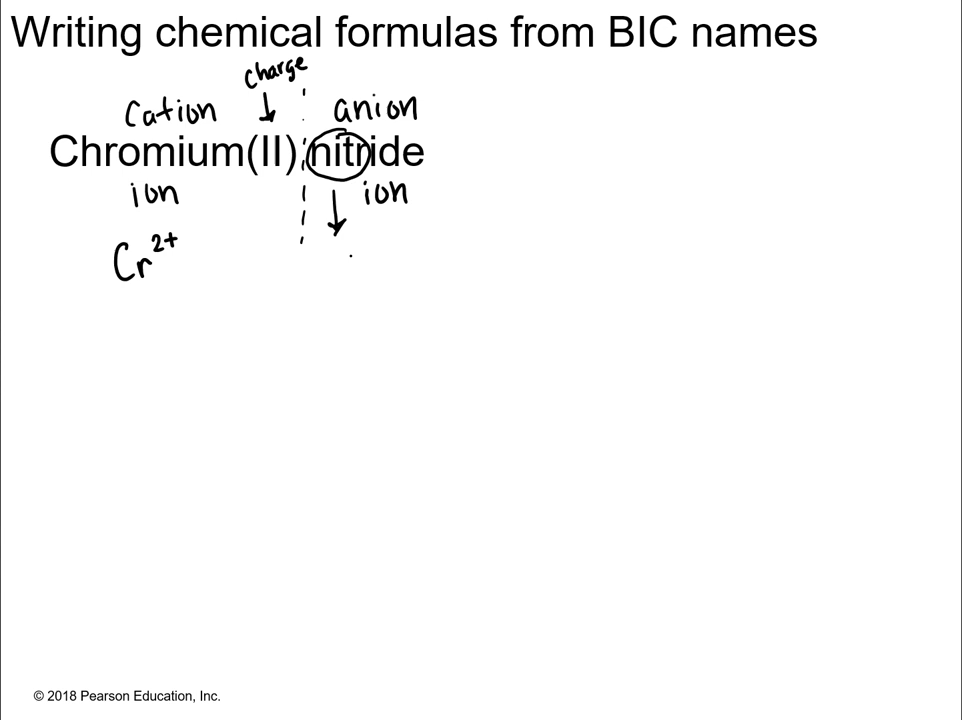 Writing chemical formulas from BIC names
charge
cation anion
Chromium(II) nitride
ion ion
Cr²⁺
© 2018 Pearson Education, Inc.